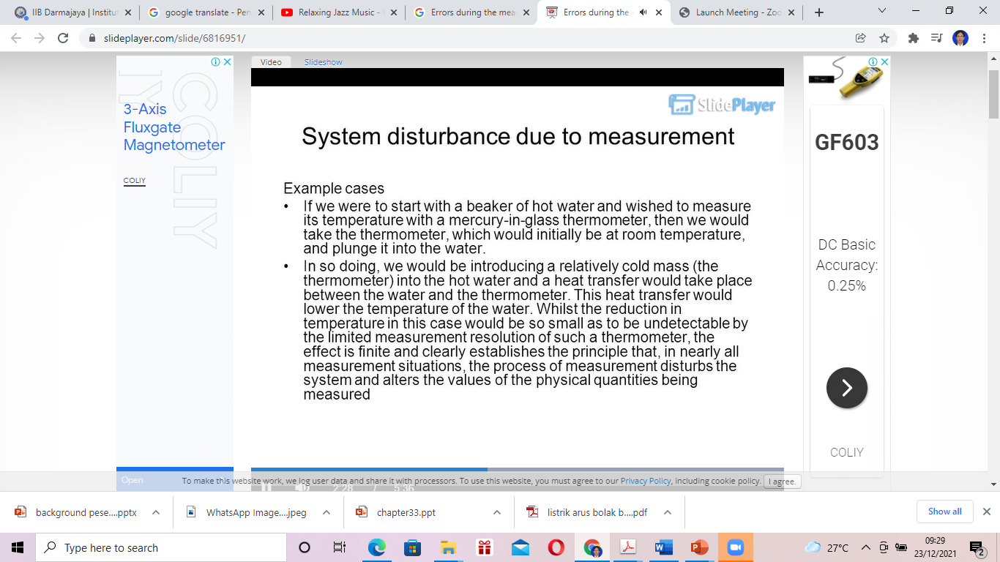 IIB Darmajaya | Institut
google translate - Pen
Relaxing Jazz Music -
Errors during the mea
Errors during the
Launch Meeting - Zoo
slideplayer.com/slide/6816951/
Video
Slideshow
SlidePlayer
3-Axis
Fluxgate
Magnetometer
COLIY
COLIY
System disturbance due to measurement
Example cases
• If we were to start with a beaker of hot water and wished to measure
its temperature with a mercury-in-glass thermometer, then we would
take the thermometer, which would initially be at room temperature,
and plunge it into the water.
• In so doing, we would be introducing a relatively cold mass (the
thermometer) into the hot water and a heat transfer would take place
between the water and the thermometer. This heat transfer would
lower the temperature of the water. Whilst the reduction in
temperature in this case would be so small as to be undetectable by
the limited measurement resolution of such a thermometer, the
effect is finite and clearly establishes the principle that, in nearly all
measurement situations, the process of measurement disturbs the
system and alters the values of the physical quantities being
measured
GF603
DC Basic
Accuracy:
0.25%
COLIY
Open
To make this website work, we log user data and share it with processors. To use this website, you must agree to our Privacy Policy, including cookie policy.
I agree.
2:28 / 5:36
background pese....pptx
WhatsApp Image....jpeg
chapter33.ppt
listrik arus bolak b....pdf
Show all
Type here to search
27°C
09:29
23/12/2021
2